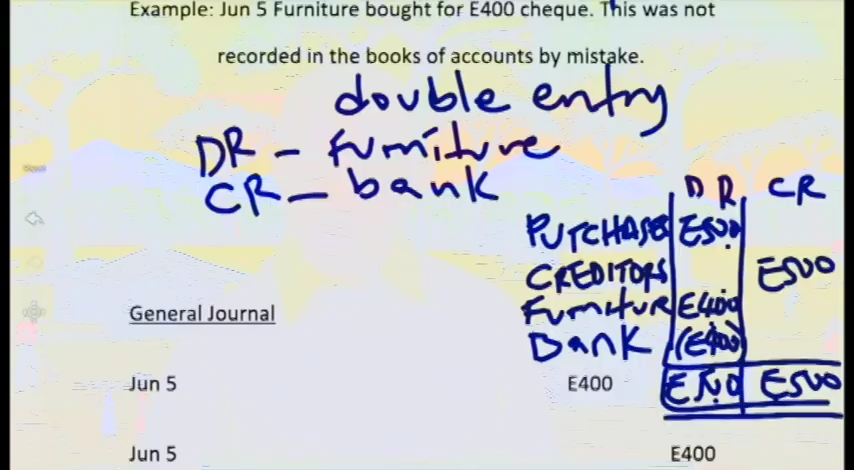 Example: Jun 5 Furniture bought for E400 cheque. This was not
recorded in the books of accounts by mistake.
double entry
DR - furniture
CR - bank
DR CR
PUTCHASES E500
CREDITORS E500
Furniture E400
Bank (E400)
E500 E500
General Journal
Jun 5 E400
Jun 5 E400